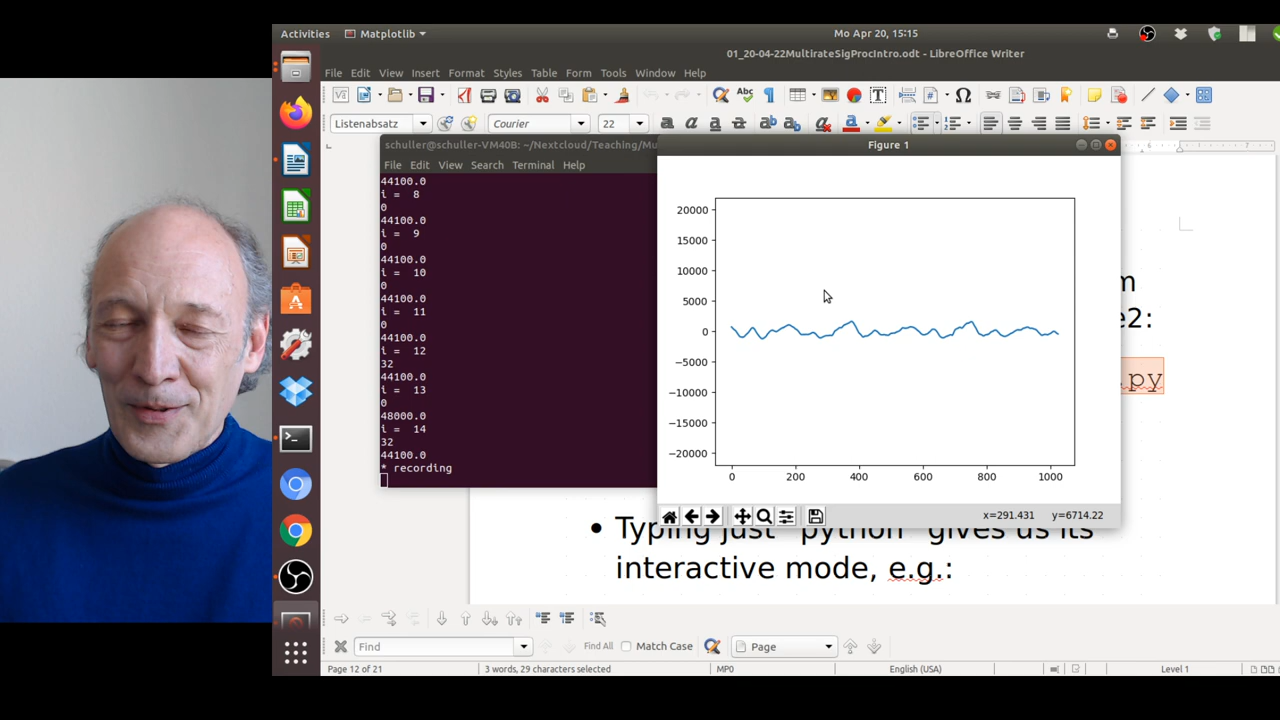 Activities Matplotlib Mo Apr 20, 15:15
01_20-04-22MultirateSigProcIntro.odt - LibreOffice Writer
File Edit View Insert Format Styles Table Form Tools Window Help
Listenabsatz Courier 22
schuller@schuller-VM40B: ~/Nextcloud/Teaching/Mu
Figure 1
File Edit View Search Terminal Help
44100.0
i = 8
0
44100.0
i = 9
0
44100.0
i = 10
0
44100.0
i = 11
0
44100.0
i = 12
32
44100.0
i = 13
0
48000.0
i = 14
32
44100.0
* recording
20000
15000
10000
5000
0
−5000
−10000
−15000
−20000
0 200 400 600 800 1000
x=291.431 y=6714.22
m
e2:
.py
• Typing just "python" gives us its
interactive mode, e.g.:
Find Find All Match Case Page
Page 12 of 21 3 words, 29 characters selected MP0 English (USA) Level 1